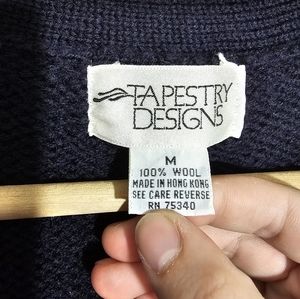 TAPESTRY
DESIGNS
M
100% WOOL
MADE IN HONG KONG
SEE CARE REVERSE
RN 75340